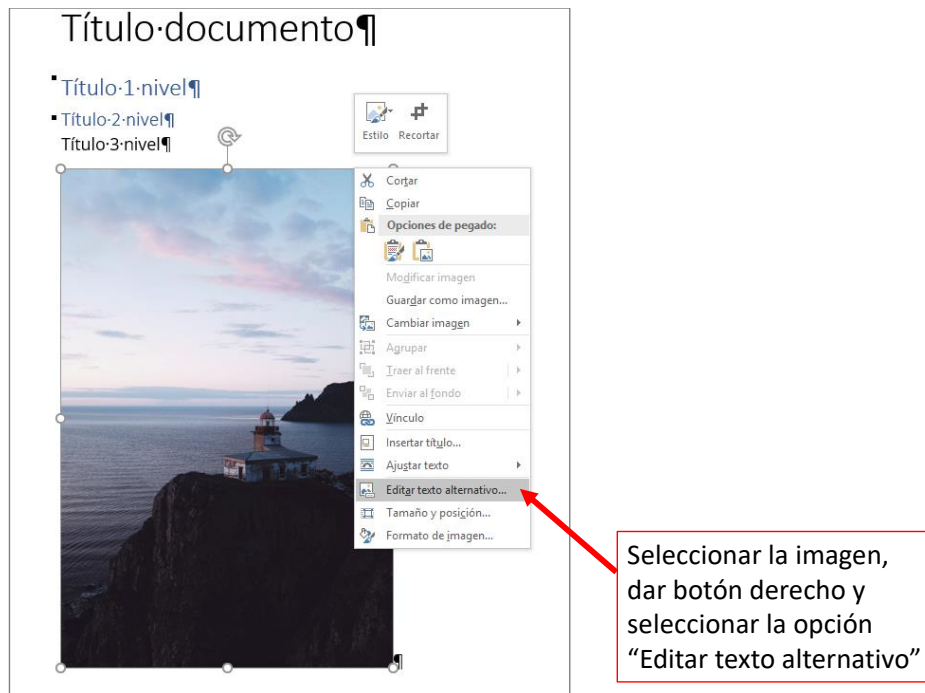 Título·documento¶
Título·1·nivel¶
Título·2·nivel¶
Título·3·nivel¶
Estilo Recortar
Cortar
Copiar
Opciones de pegado:
Modificar imagen
Guardar como imagen...
Cambiar imagen
Agrupar
Traer al frente
Enviar al fondo
Vínculo
Insertar título...
Ajustar texto
Editar texto alternativo...
Tamaño y posición...
Formato de imagen...
¶
Seleccionar la imagen,
dar botón derecho y
seleccionar la opción
“Editar texto alternativo”